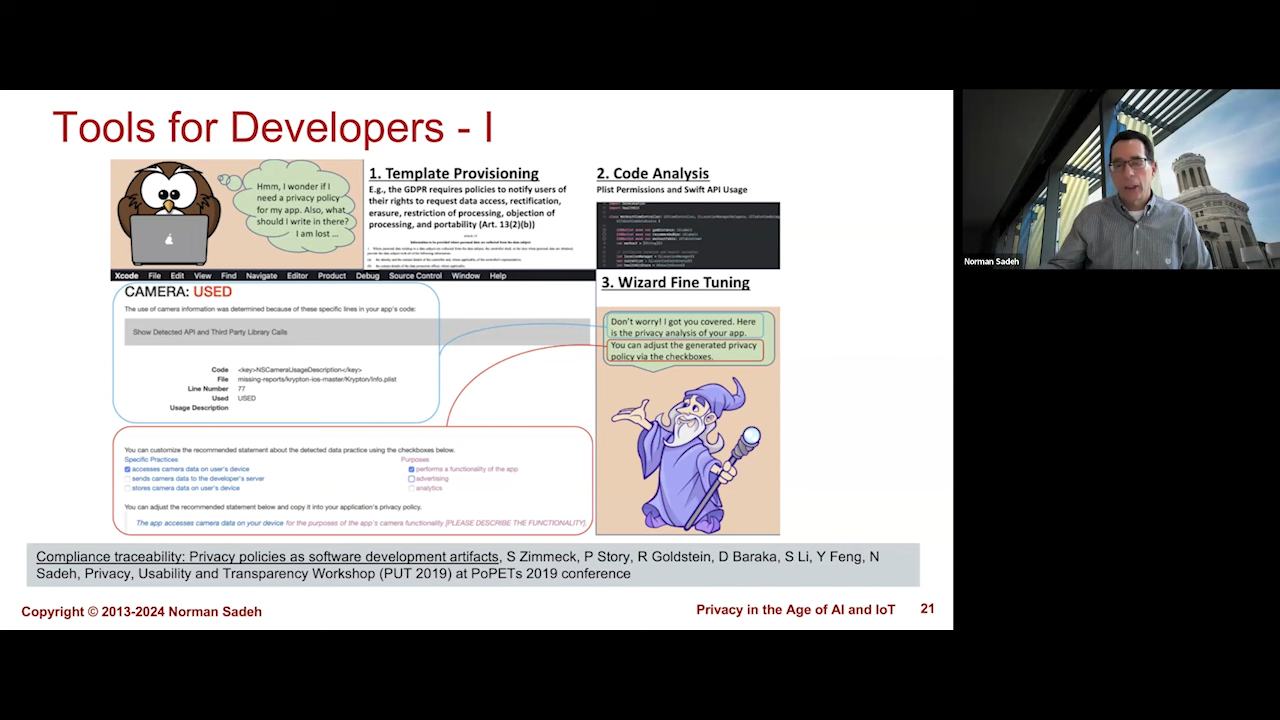 Tools for Developers - I
Hmm, I wonder if I
need a privacy policy
for my app. Also, what
should I write in there?
I am lost ...
1. Template Provisioning
E.g., the GDPR requires policies to notify users of
their rights to request data access, rectification,
erasure, restriction of processing, objection of
processing, and portability (Art. 13(2)(b))
2. Code Analysis
Plist Permissions and Swift API Usage
Xcode File Edit View Find Navigate Editor Product Debug Source Control Window Help
CAMERA: USED
The use of camera information was determined because of these specific lines in your app's code:
Show Detected API and Third Party Library Calls
Code <key>NSCameraUsageDescription</key>
File missing-reports/krypton-ios-master/Krypton/Info.plist
Line Number 77
Used USED
Usage Description
3. Wizard Fine Tuning
Don't worry! I got you covered. Here
is the privacy analysis of your app.
You can adjust the generated privacy
policy via the checkboxes.
You can customize the recommended statement about the detected data practice using the checkboxes below.
Specific Practices Purposes
accesses camera data on user's device performs a functionality of the app
sends camera data to the developer's server advertising
stores camera data on user's device analytics
You can adjust the recommended statement below and copy it into your application's privacy policy.
The app accesses camera data on your device for the purposes of the app's camera functionality [PLEASE DESCRIBE THE FUNCTIONALITY].
Compliance traceability: Privacy policies as software development artifacts, S Zimmeck, P Story, R Goldstein, D Baraka, S Li, Y Feng, N
Sadeh, Privacy, Usability and Transparency Workshop (PUT 2019) at PoPETs 2019 conference
Copyright © 2013-2024 Norman Sadeh
Privacy in the Age of AI and IoT 21
Norman Sadeh